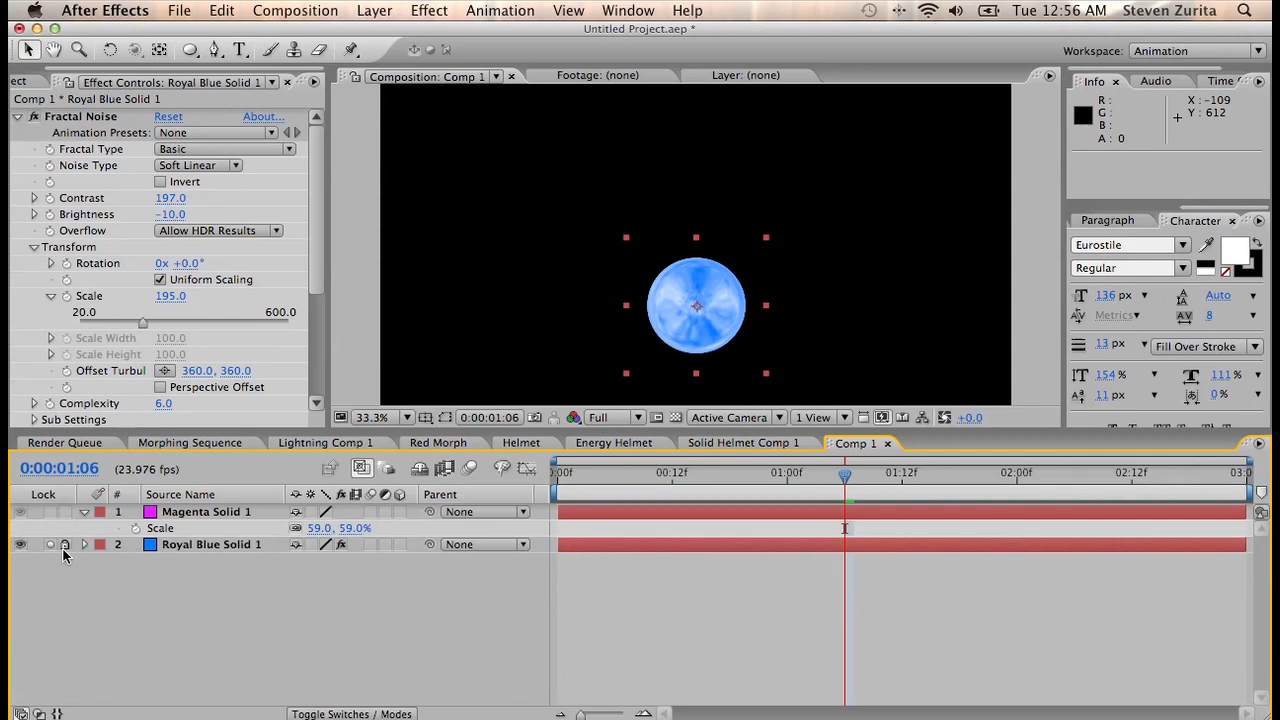 After Effects File Edit Composition Layer Effect Animation View Window Help Tue 12:56 AM Steven Zurita
Untitled Project.aep *
Workspace: Animation
ect Effect Controls: Royal Blue Solid 1
Comp 1 * Royal Blue Solid 1
Fractal Noise Reset About...
Animation Presets: None
Fractal Type Basic
Noise Type Soft Linear
Invert
Contrast 197.0
Brightness -10.0
Overflow Allow HDR Results
Transform
Rotation 0x +0.0°
Uniform Scaling
Scale 195.0
20.0 600.0
Scale Width 100.0
Scale Height 100.0
Offset Turbul 360.0, 360.0
Perspective Offset
Complexity 6.0
Sub Settings
Composition: Comp 1 Footage: (none) Layer: (none)
33.3% 0:00:01:06 Full Active Camera 1 View +0.0
Info Audio Time
R: X: -109
G: Y: 612
B:
A: 0
Paragraph Character
Eurostile
Regular
T 136 px Auto
Metrics 8
13 px Fill Over Stroke
T 154 % T 111 %
11 px 0 %
Render Queue Morphing Sequence Lightning Comp 1 Red Morph Helmet Energy Helmet Solid Helmet Comp 1 Comp 1
0:00:01:06 (23.976 fps)
:00f 00:12f 01:00f 01:12f 02:00f 02:12f 03:0
Lock # Source Name Parent
1 Magenta Solid 1 None
Scale 59.0, 59.0%
2 Royal Blue Solid 1 None
Toggle Switches / Modes